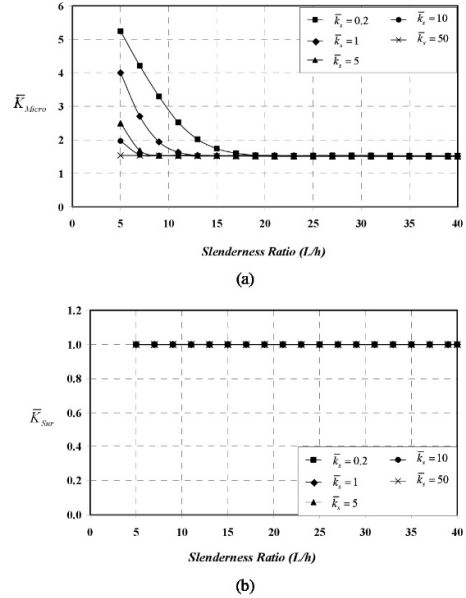 (a)
6
5
4
3
2
1
0
K̄ Micro
k̄s = 0.2
k̄s = 10
k̄s = 1
k̄s = 50
k̄s = 5
0 5 10 15 20 25 30 35 40
Slenderness Ratio (L/h)
(a)
1.2
1.0
0.8
0.6
0.4
0.2
0.0
K̄ Sur
k̄s = 0.2
k̄s = 10
k̄s = 1
k̄s = 50
k̄s = 5
0 5 10 15 20 25 30 35 40
Slenderness Ratio (L/h)
(b)